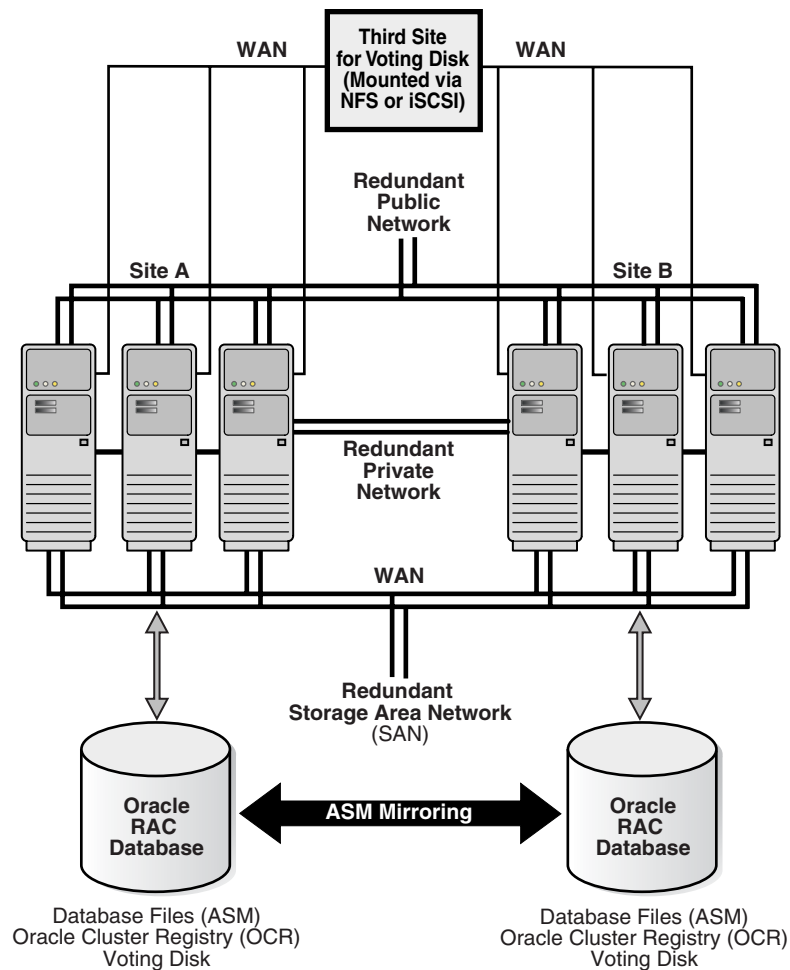 WAN
Third Site
for Voting Disk
(Mounted via
NFS or iSCSI)
WAN
Redundant
Public
Network
Site A
Site B
Redundant
Private
Network
WAN
Redundant
Storage Area Network
(SAN)
Oracle
RAC
Database
ASM Mirroring
Oracle
RAC
Database
Database Files (ASM)
Oracle Cluster Registry (OCR)
Voting Disk
Database Files (ASM)
Oracle Cluster Registry (OCR)
Voting Disk